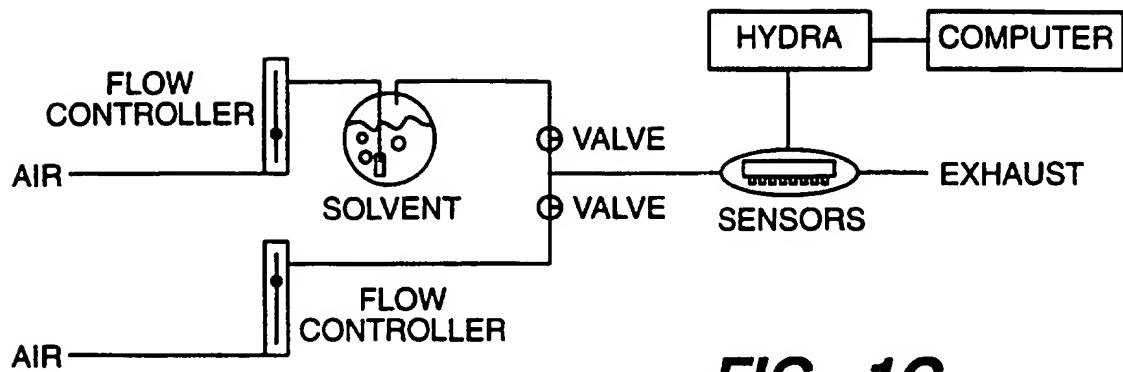 HYDRA
COMPUTER
FLOW
CONTROLLER
VALVE
AIR
EXHAUST
SOLVENT
VALVE
SENSORS
FLOW
CONTROLLER
AIR